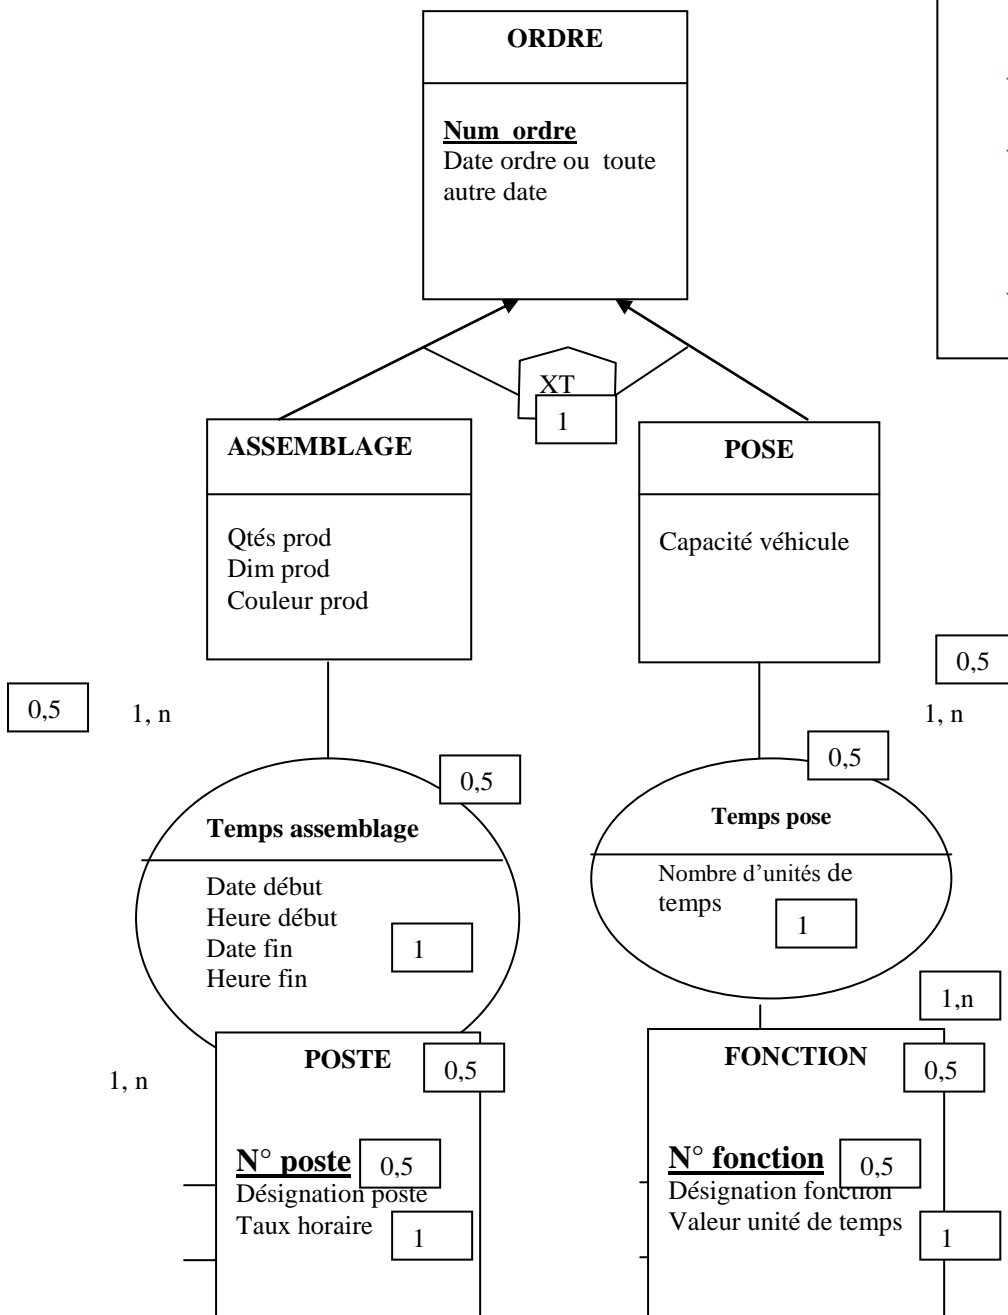 ORDRE
Num ordre
Date ordre ou toute
autre date
XT
1
ASSEMBLAGE
Qtés prod
Dim prod
Couleur prod
POSE
Capacité véhicule
0,5
1, n
0,5
1, n
0,5
Temps assemblage
Date début
Heure début
Date fin
Heure fin
1
0,5
Temps pose
Nombre d'unités de
temps
1
1,n
1, n
POSTE
0,5
N° poste
0,5
Désignation poste
Taux horaire
1
FONCTION
0,5
N° fonction
0,5
Désignation fonction
Valeur unité de temps
1